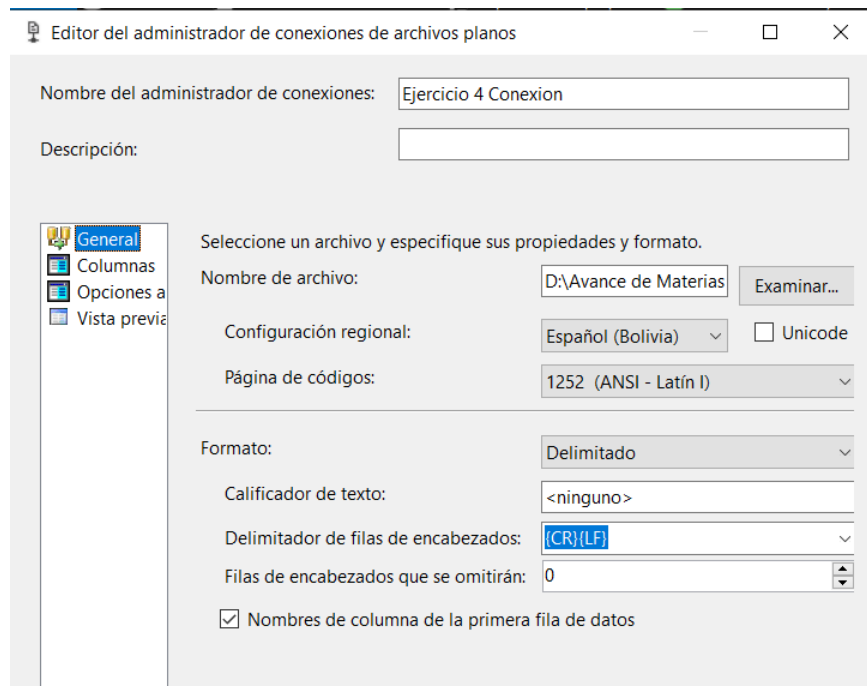 Editor del administrador de conexiones de archivos planos
Nombre del administrador de conexiones: Ejercicio 4 Conexion
Descripción:
General
Columnas
Opciones a
Vista previa
Seleccione un archivo y especifique sus propiedades y formato.
Nombre de archivo: D:\Avance de Materias Examinar...
Configuración regional: Español (Bolivia) Unicode
Página de códigos: 1252 (ANSI - Latín I)
Formato: Delimitado
Calificador de texto: <ninguno>
Delimitador de filas de encabezados: {CR}{LF}
Filas de encabezados que se omitirán: 0
Nombres de columna de la primera fila de datos